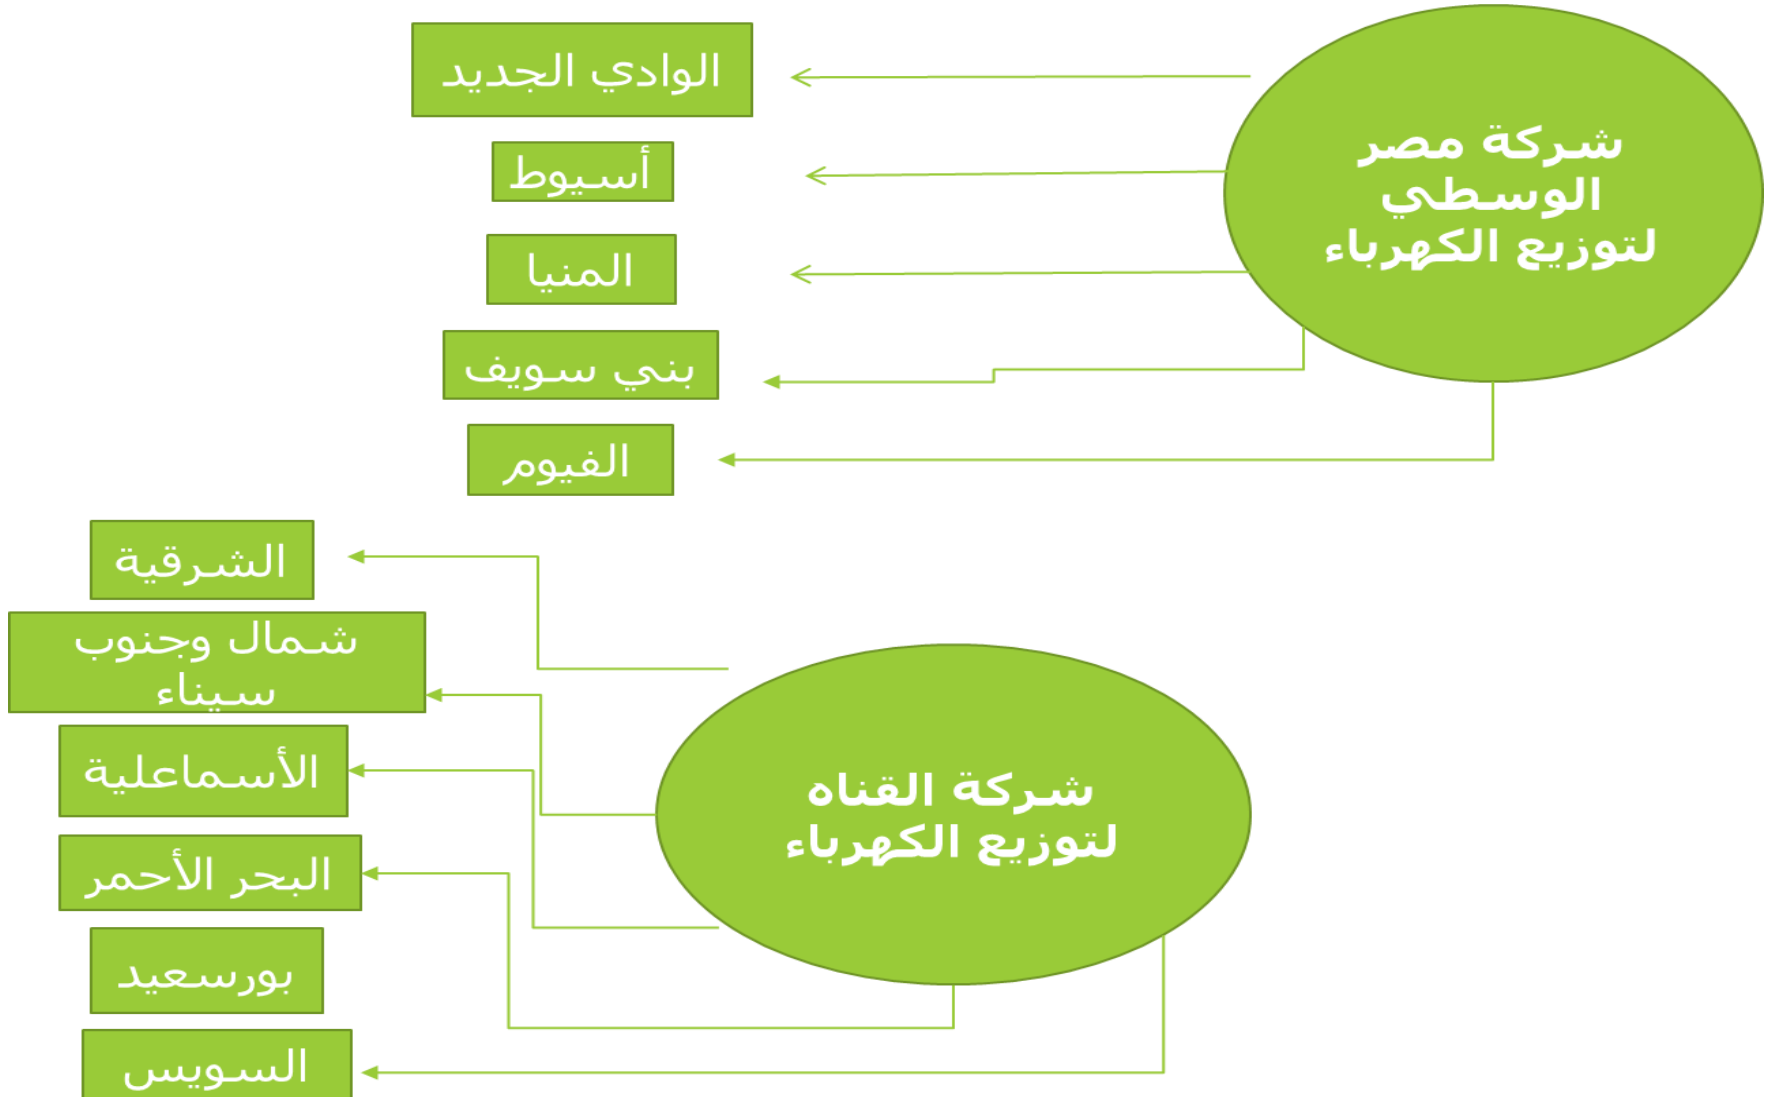 شركة مصر
الوسطي
لتوزيع الكهرباء
الوادي الجديد
أسيوط
المنيا
بني سويف
الفيوم
شركة القناه
لتوزيع الكهرباء
الشرقية
شمال وجنوب
سيناء
الأسماعلية
البحر الأحمر
بورسعيد
السويس